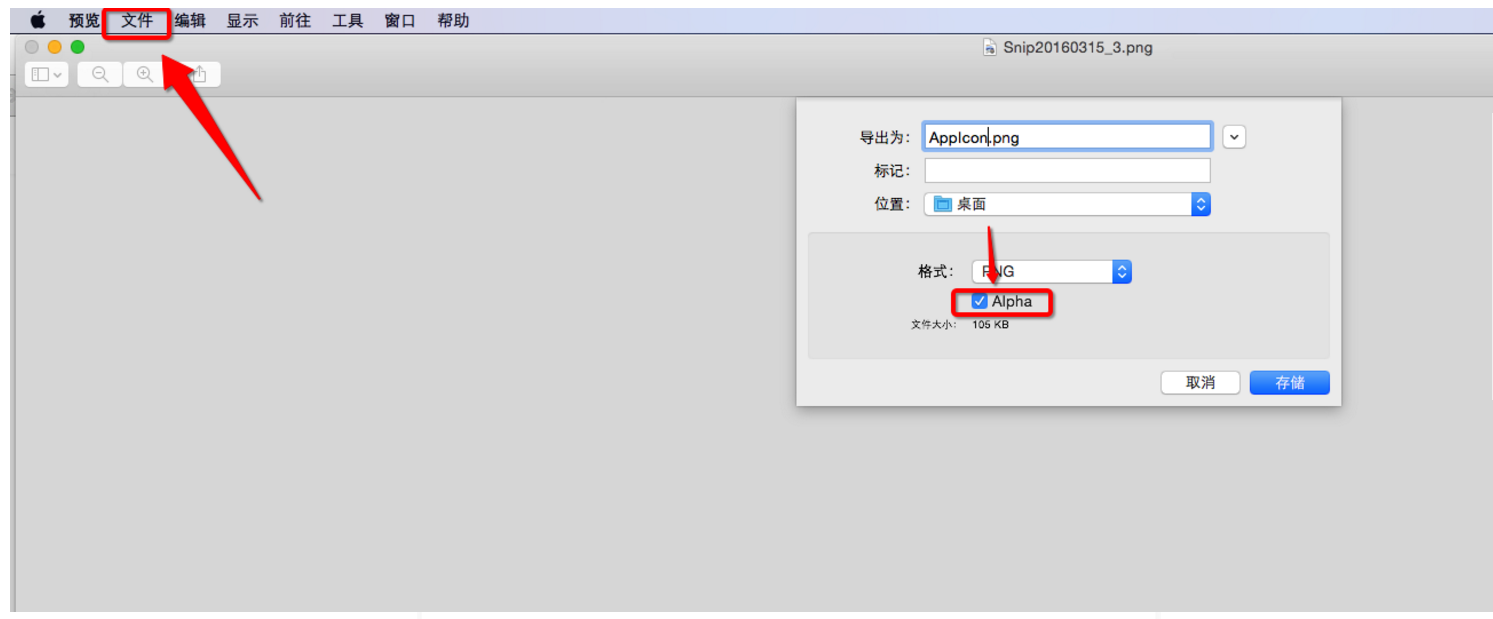 预览 文件 编辑 显示 前往 工具 窗口 帮助
Snip20160315_3.png
导出为： AppIcon.png
标记：
位置： 桌面
格式： PNG
Alpha
文件大小： 105 KB
取消 存储